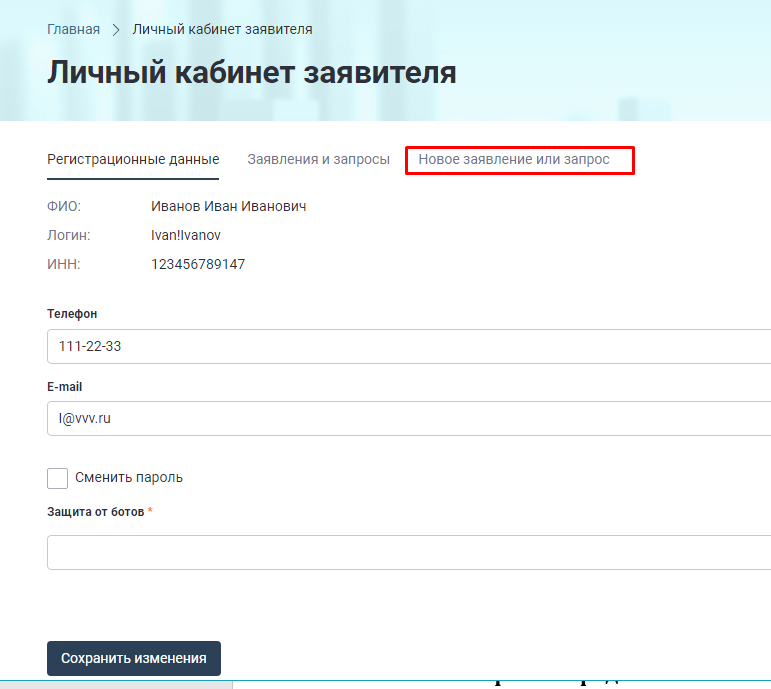 Главная > Личный кабинет заявителя
Личный кабинет заявителя
Регистрационные данные Заявления и запросы Новое заявление или запрос
ФИО: Иванов Иван Иванович
Логин: Ivan!Ivanov
ИНН: 123456789147
Телефон
111-22-33
E-mail
I@vvv.ru
Сменить пароль
Защита от ботов *
Сохранить изменения